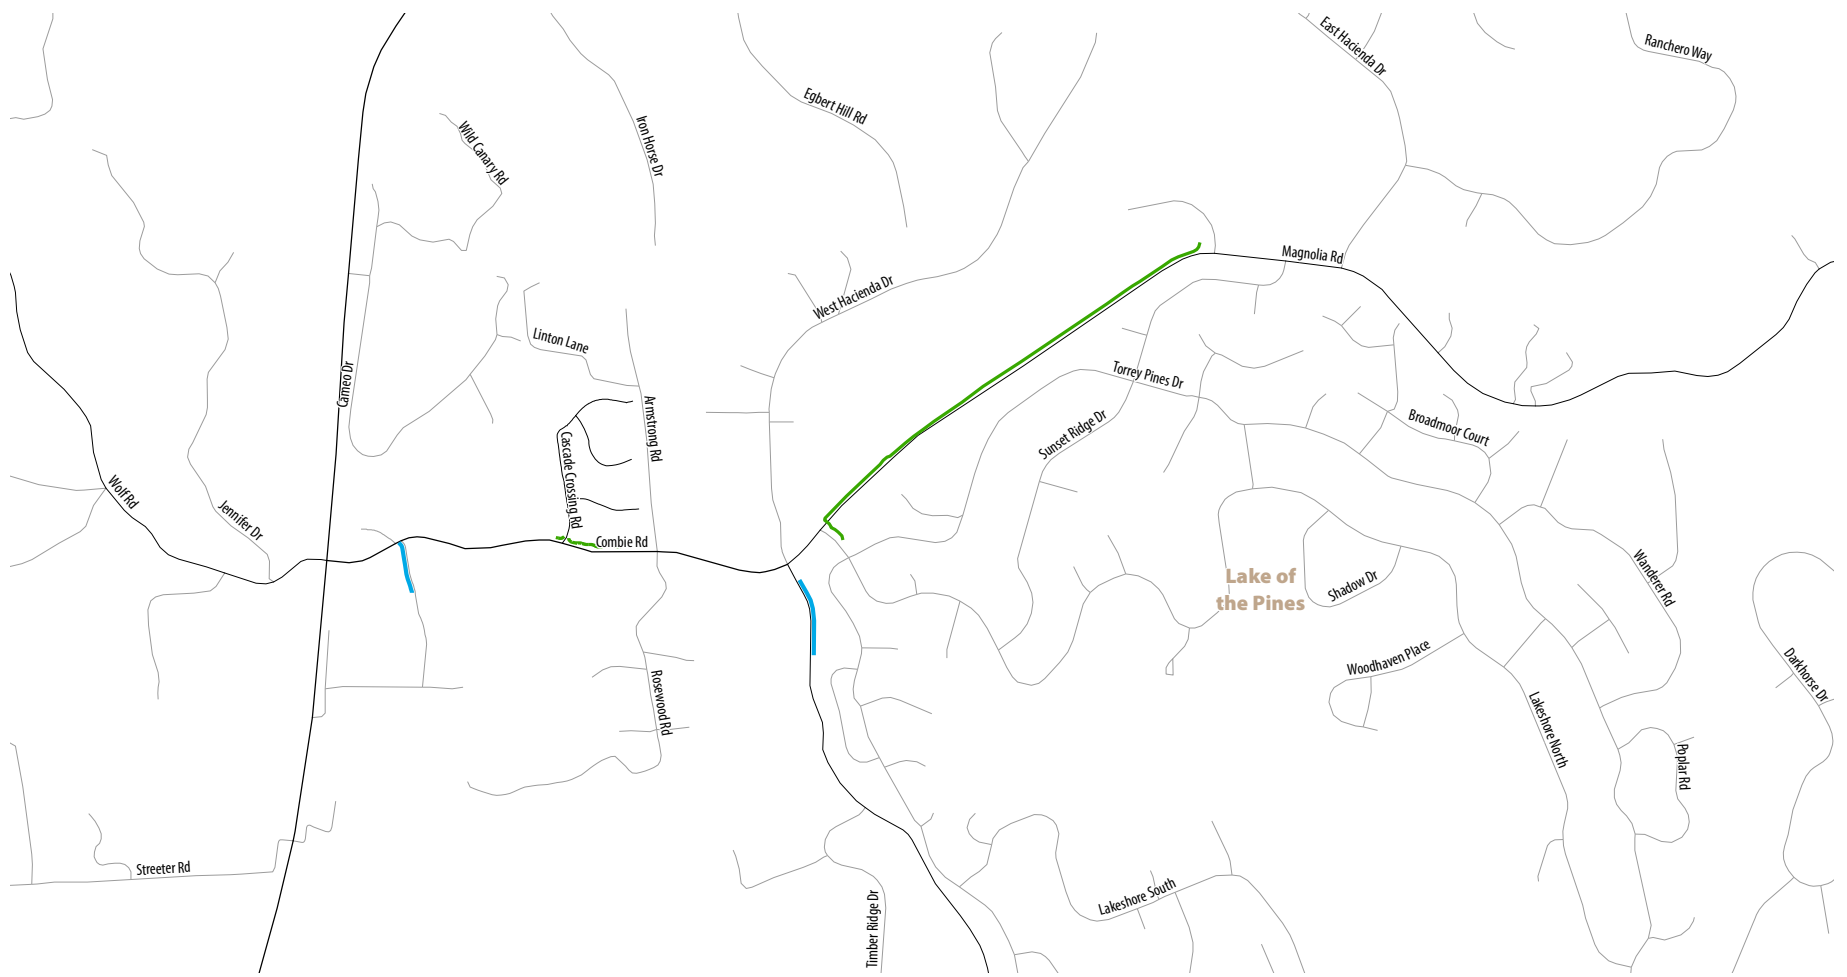 East Hacienda Dr
Ranchero Way
Egbert Hill Rd
Iron Horse Dr
Wild Canary Rd
Magnolia Rd
West Hacienda Dr
Linton Lane
Cameo Dr
Torrey Pines Dr
Armstrong Rd
Sunset Ridge Dr
Broadmoor Court
Cascade Crossing Rd
Wolf Rd
Jennifer Dr
Combie Rd
Lake of
the Pines
Shadow Dr
Wanderer Rd
Woodhaven Place
Darkhorse Dr
Rosewood Rd
Lakeshore North
Poplar Rd
Streeter Rd
Lakeshore South
Timber Ridge Dr